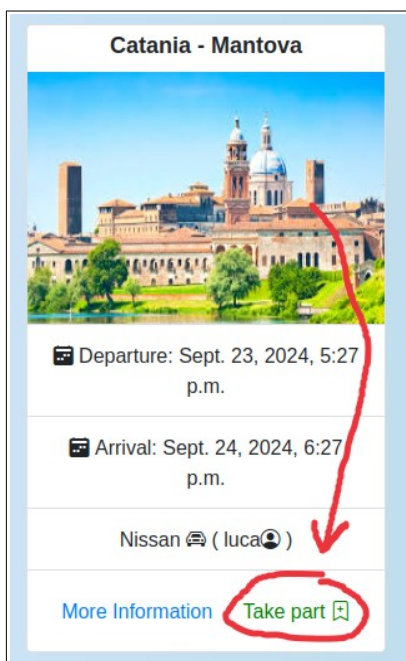 Catania - Mantova
Departure: Sept. 23, 2024, 5:27
p.m.
Arrival: Sept. 24, 2024, 6:27
p.m.
Nissan ( luca )
More Information Take part